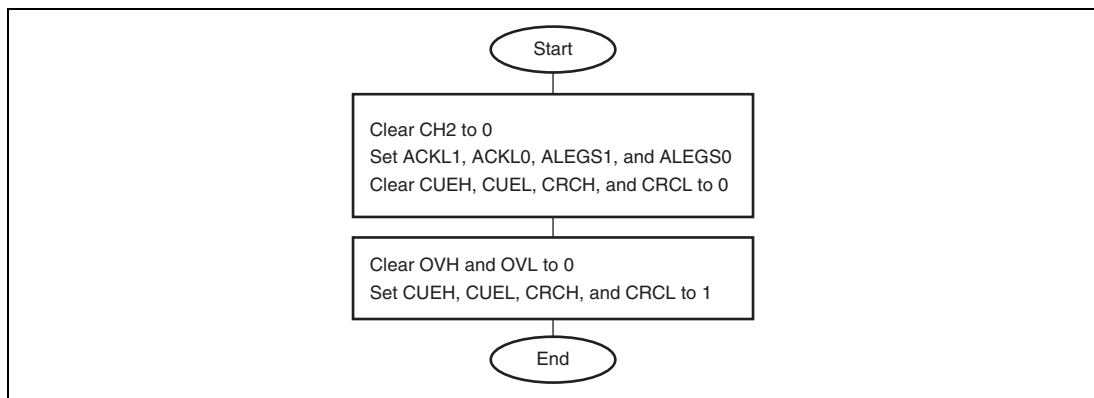 Start
Clear CH2 to 0
Set ACKL1, ACKL0, ALEGS1, and ALEGS0
Clear CUEH, CUEL, CRCH, and CRCL to 0
Clear OVH and OVL to 0
Set CUEH, CUEL, CRCH, and CRCL to 1
End